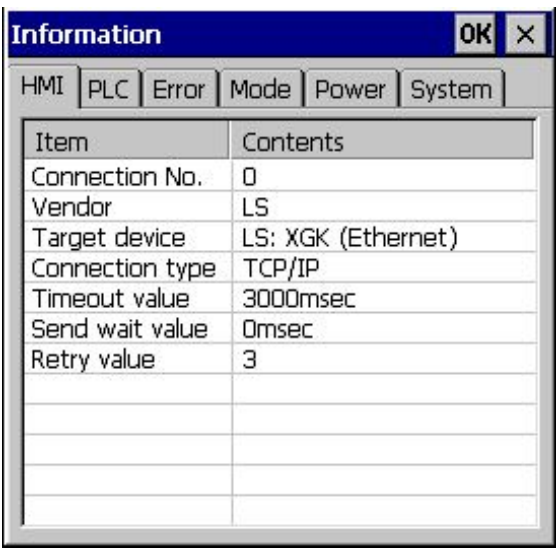 Information OK ×
HMI PLC Error Mode Power System
Item Contents
Connection No. 0
Vendor LS
Target device LS: XGK (Ethernet)
Connection type TCP/IP
Timeout value 3000msec
Send wait value 0msec
Retry value 3